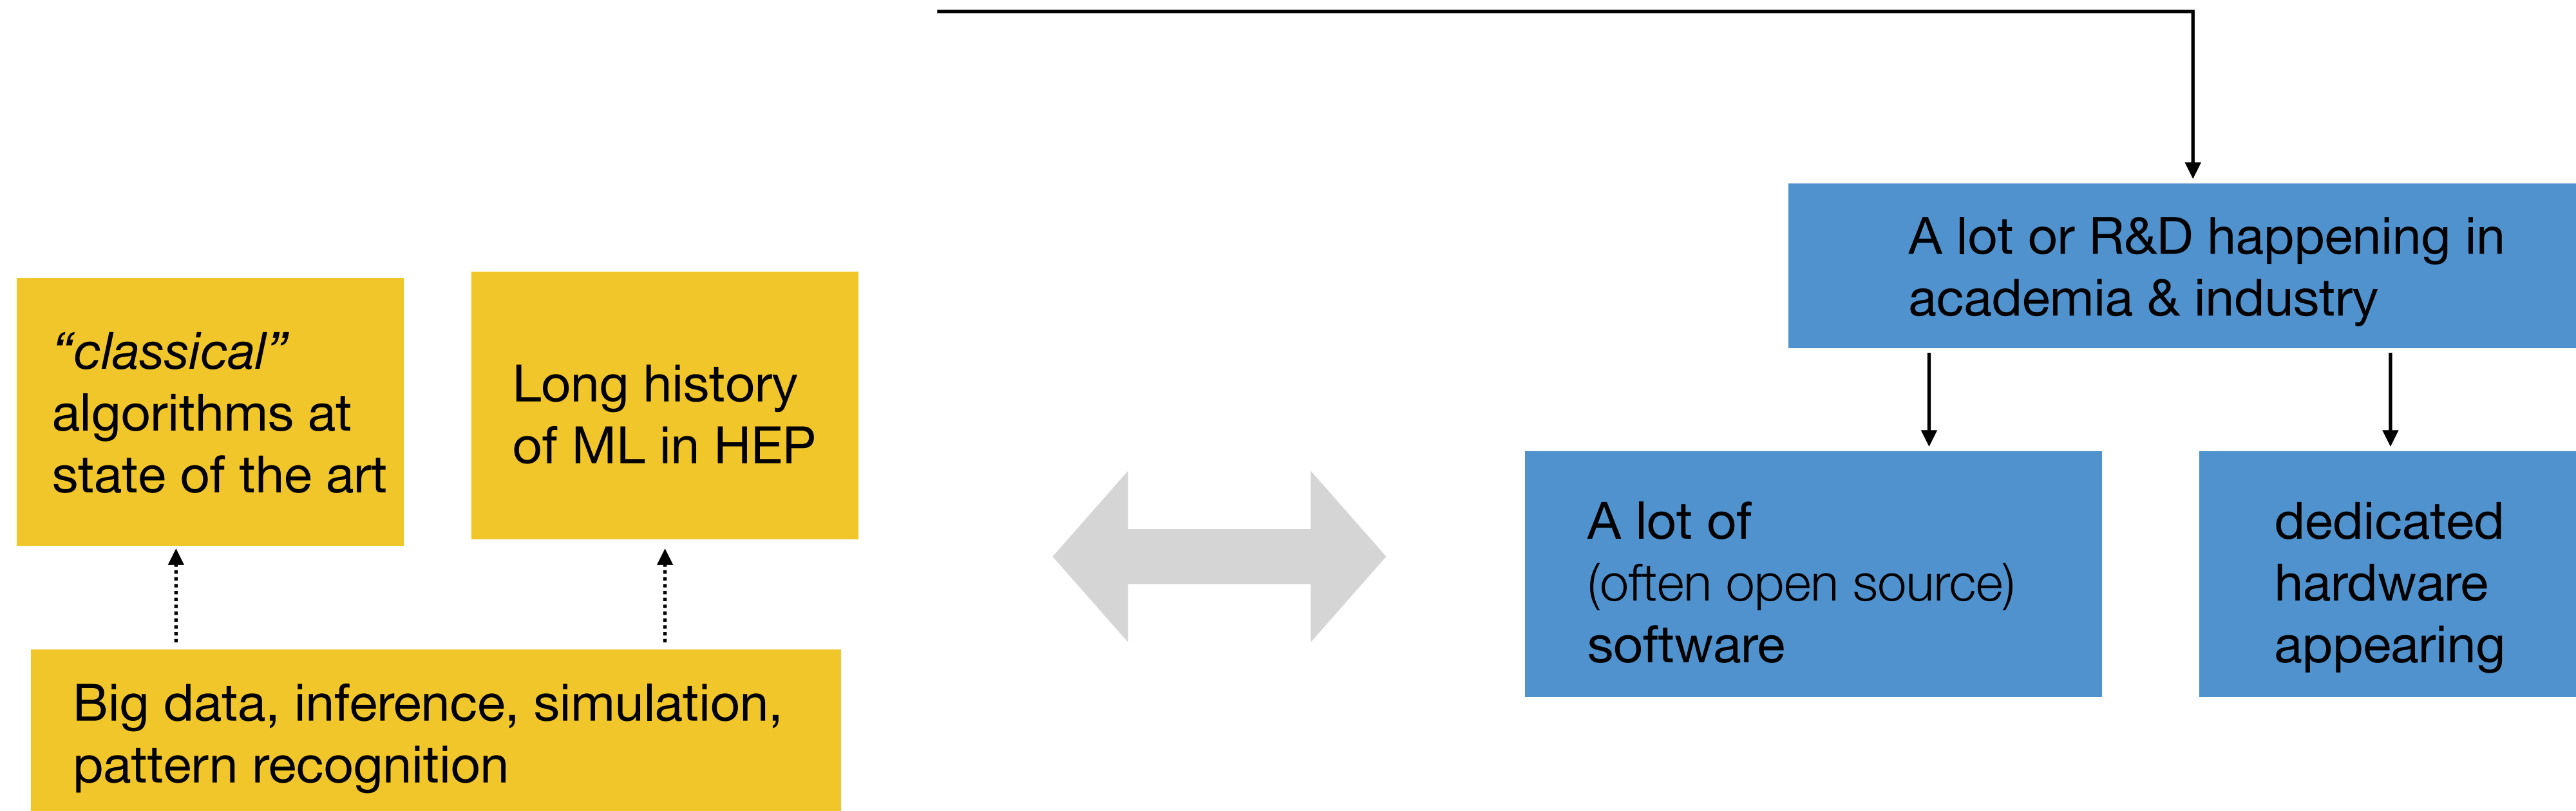 A lot or R&D happening in
academia & industry
“classical”
algorithms at
state of the art
Long history
of ML in HEP
A lot of
(often open source)
software
dedicated
hardware
appearing
Big data, inference, simulation,
pattern recognition